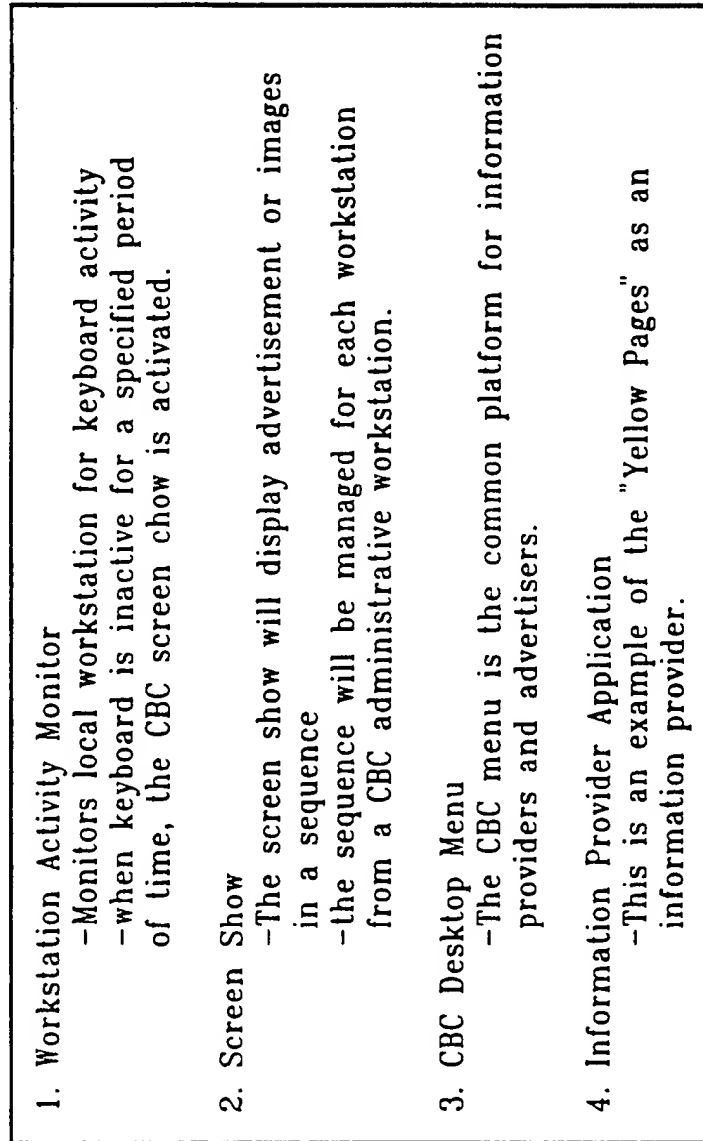 1. Workstation Activity Monitor
-Monitors local workstation for keyboard activity
-when keyboard is inactive for a specified period
of time, the CBC screen chow is activated.
2. Screen Show
-The screen show will display advertisement or images
in a sequence
-the sequence will be managed for each workstation
from a CBC administrative workstation.
3. CBC Desktop Menu
-The CBC menu is the common platform for information
providers and advertisers.
4. Information Provider Application
-This is an example of the "Yellow Pages" as an
information provider.